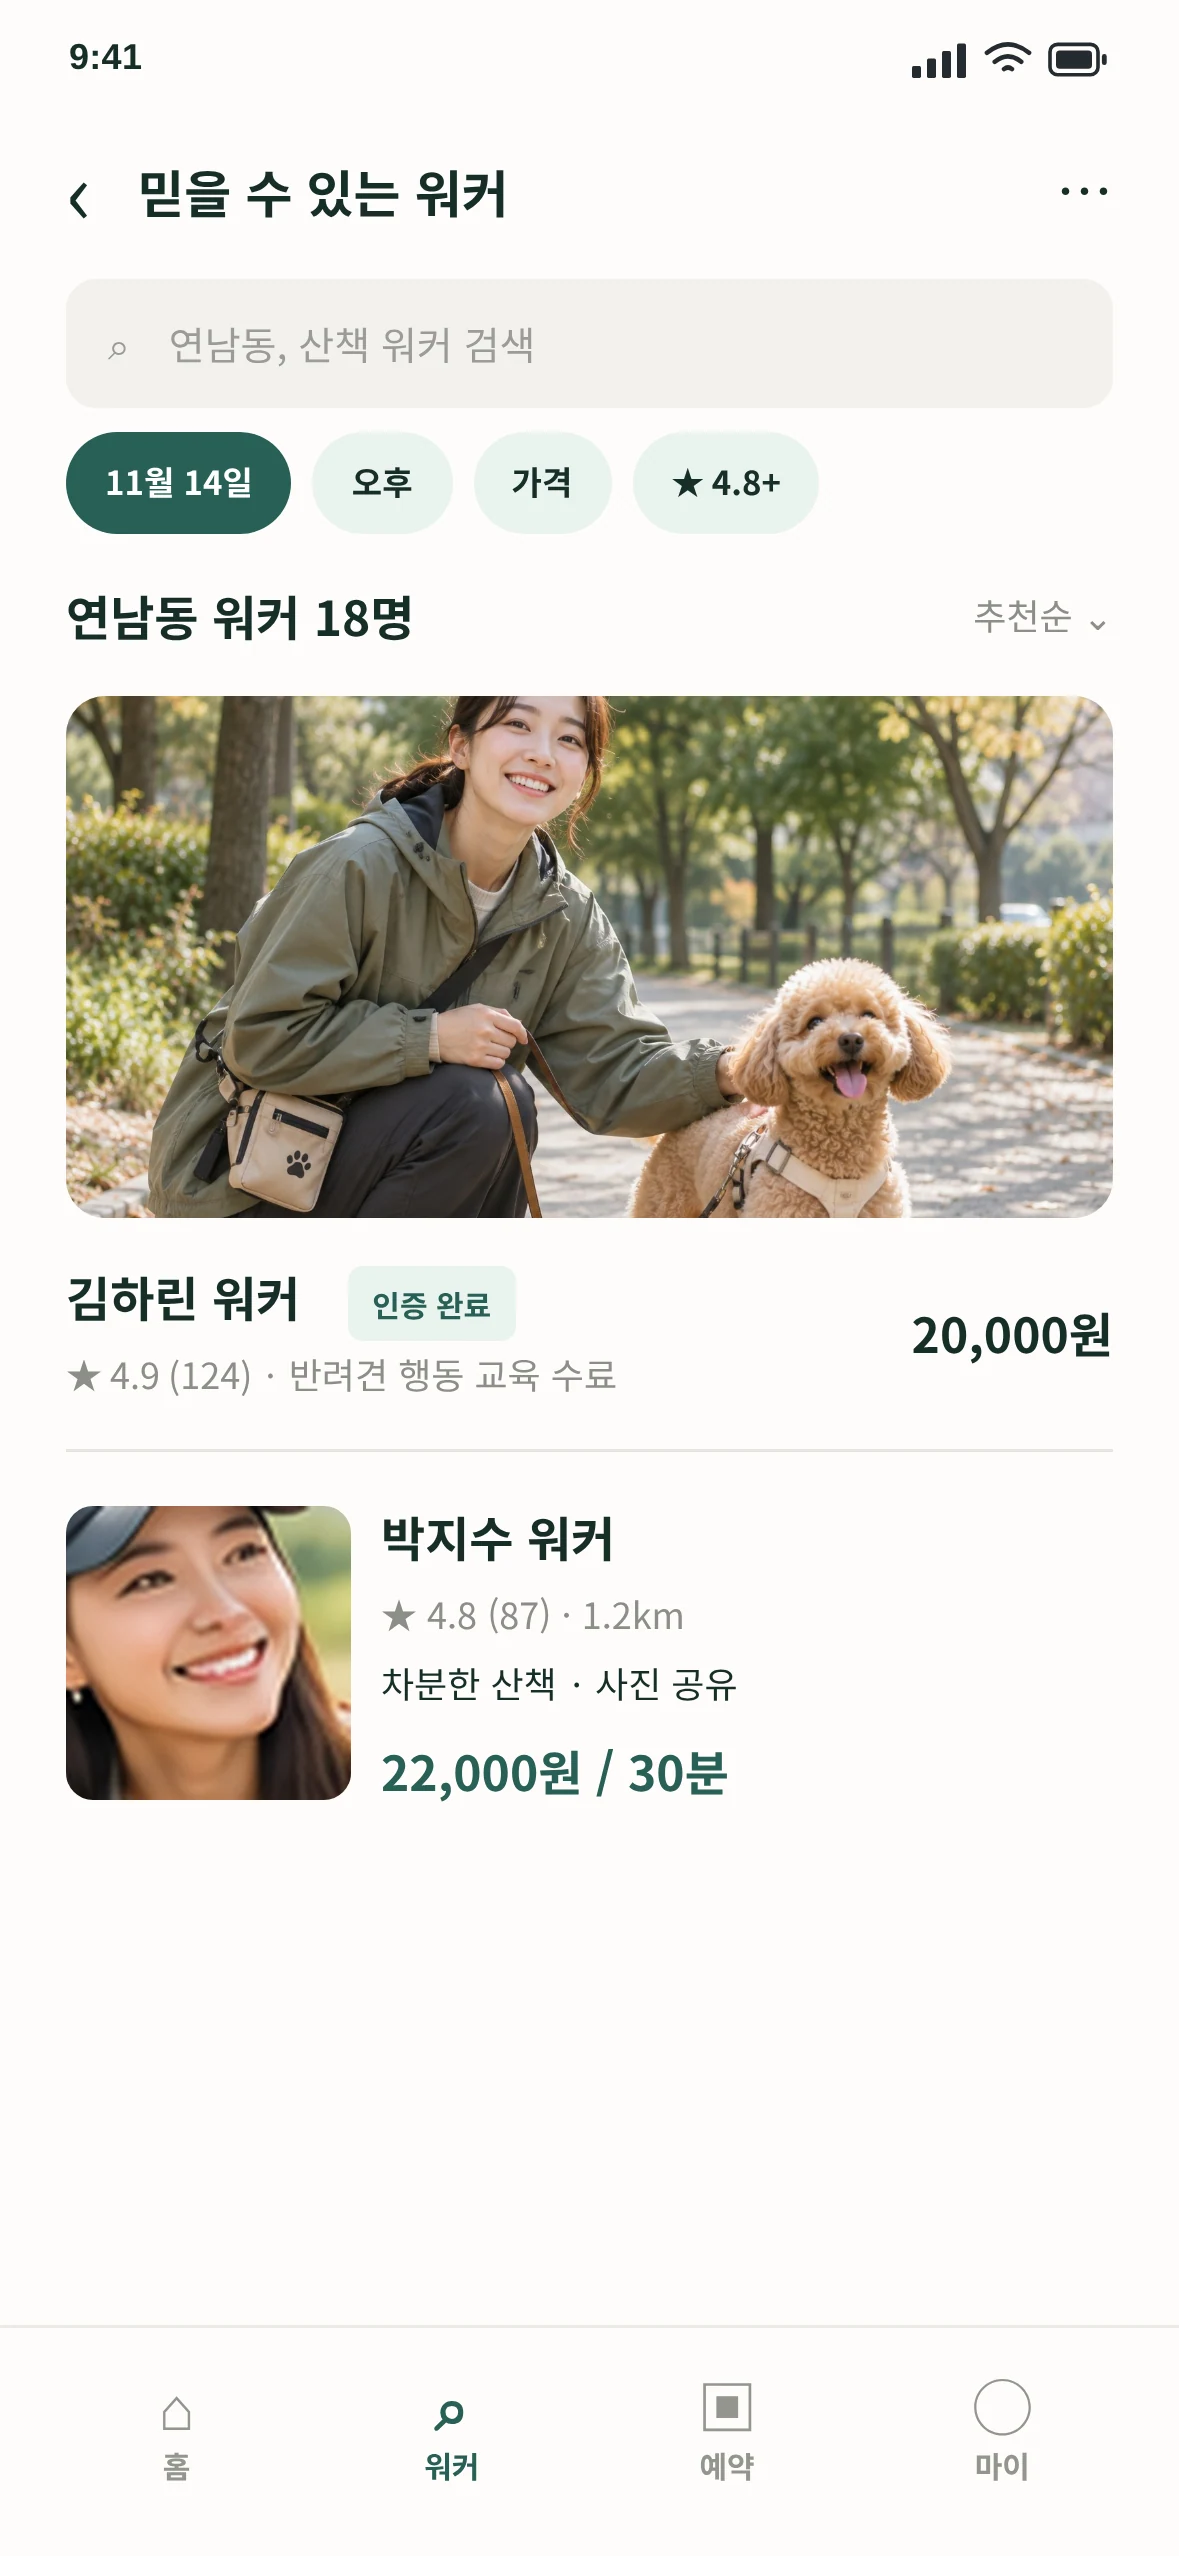 9:41
믿을 수 있는 워커
연남동, 산책 워커 검색
11월 14일 오후 가격 ★ 4.8+
연남동 워커 18명 추천순
김하린 워커 인증 완료
20,000원
★ 4.9 (124) · 반려견 행동 교육 수료
박지수 워커
★ 4.8 (87) · 1.2km
차분한 산책 · 사진 공유
22,000원 / 30분
홈 워커 예약 마이